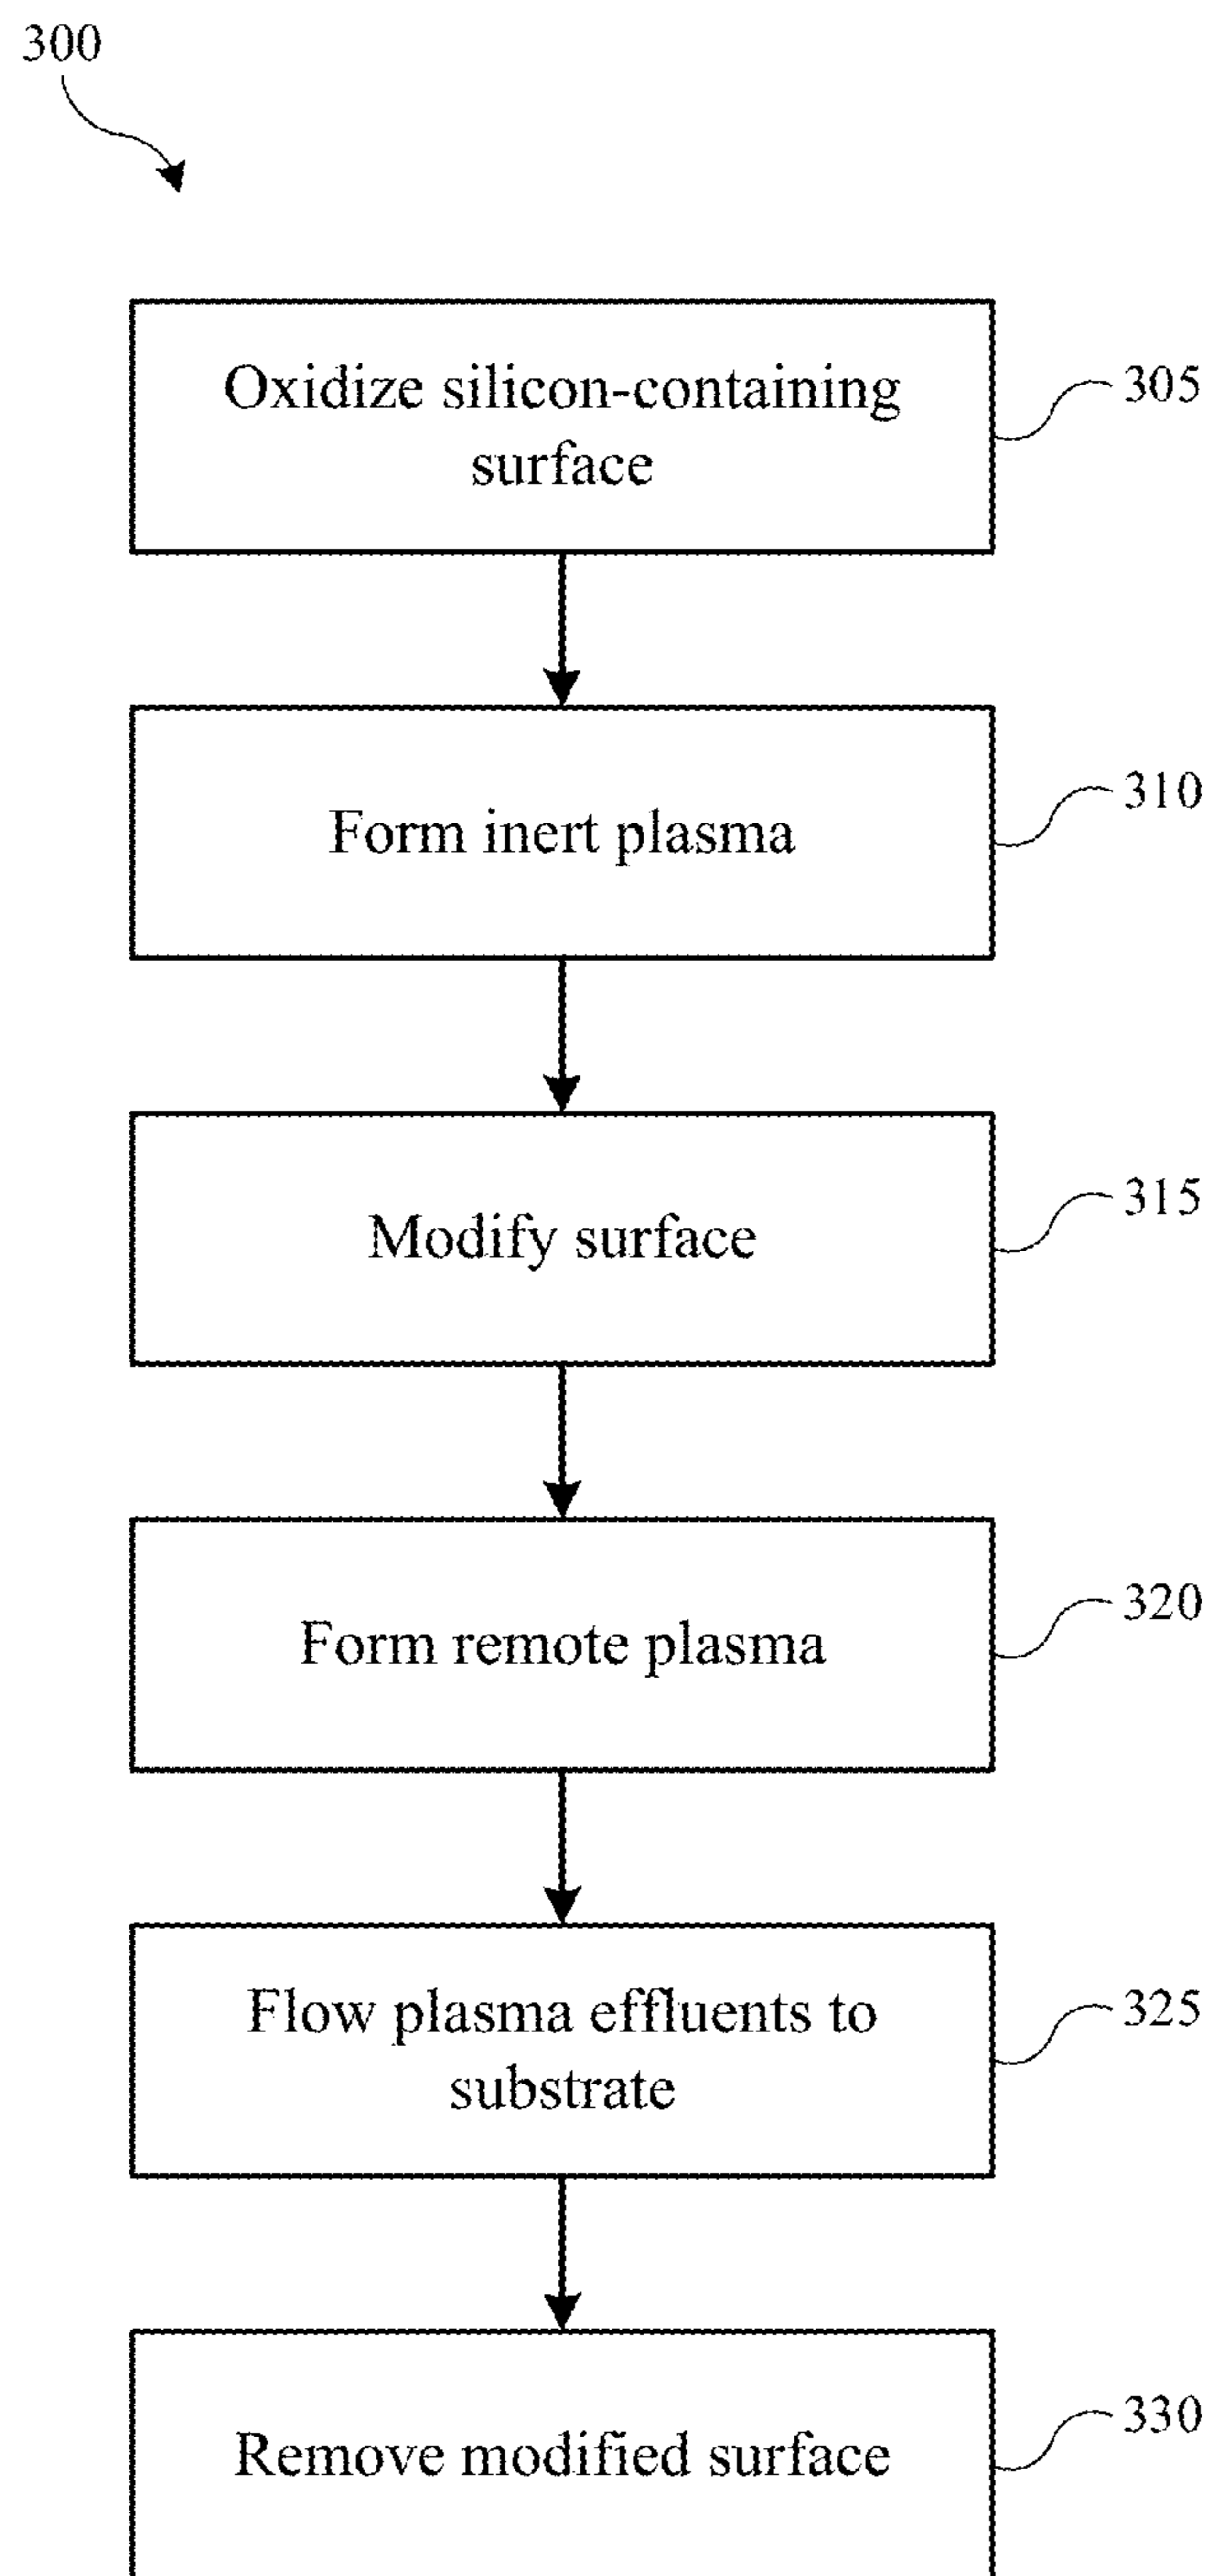 300
Oxidize silicon-containing
surface
305
Form inert plasma
310
Modify surface
315
Form remote plasma
320
Flow plasma effluents to
substrate
325
Remove modified surface
330